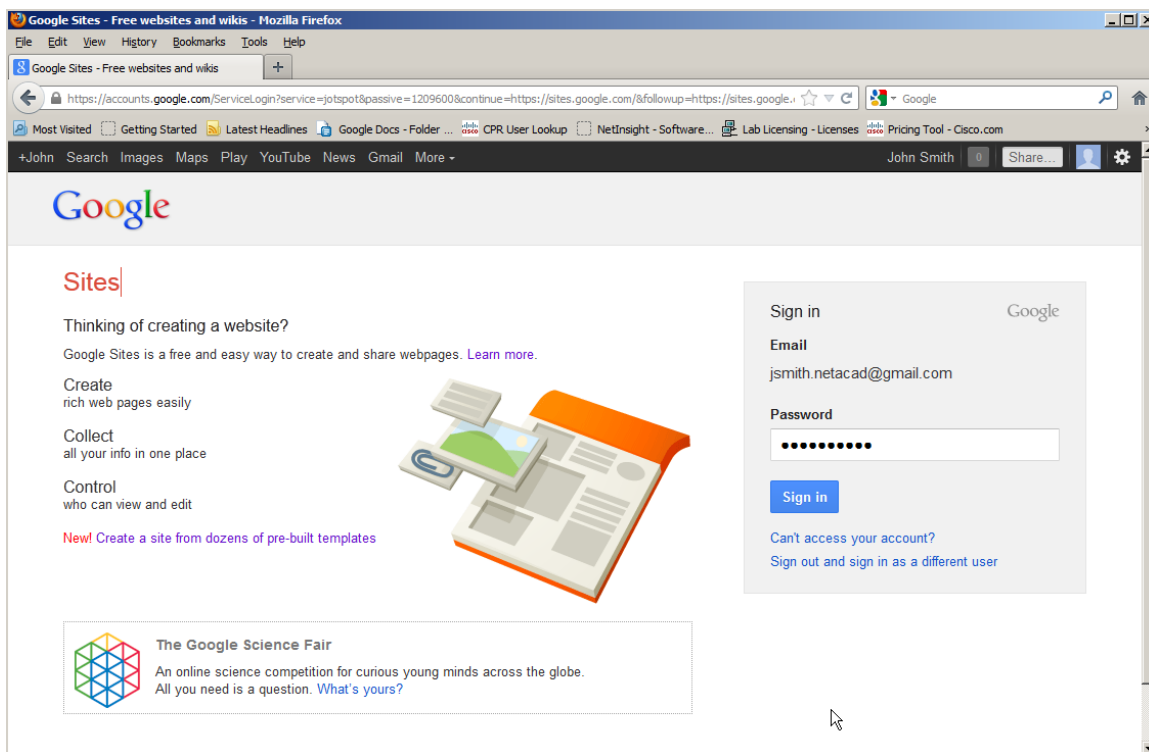 Google Sites - Free websites and wikis - Mozilla Firefox
File Edit View History Bookmarks Tools Help
Google Sites - Free websites and wikis +
https://accounts.google.com/ServiceLogin?service=jotspot&passive=1209600&continue=https://sites.google.com/&followup=https://sites.google. Google
Most Visited Getting Started Latest Headlines Google Docs - Folder ... CPR User Lookup NetInsight - Software... Lab Licensing - Licenses Pricing Tool - Cisco.com
+John Search Images Maps Play YouTube News Gmail More John Smith 0 Share...
Google
Sites
Thinking of creating a website?
Google Sites is a free and easy way to create and share webpages. Learn more.
Create
rich web pages easily
Collect
all your info in one place
Control
who can view and edit
New! Create a site from dozens of pre-built templates
Sign in Google
Email
jsmith.netacad@gmail.com
Password
••••••••••
Sign in
Can't access your account?
Sign out and sign in as a different user
The Google Science Fair
An online science competition for curious young minds across the globe.
All you need is a question. What's yours?